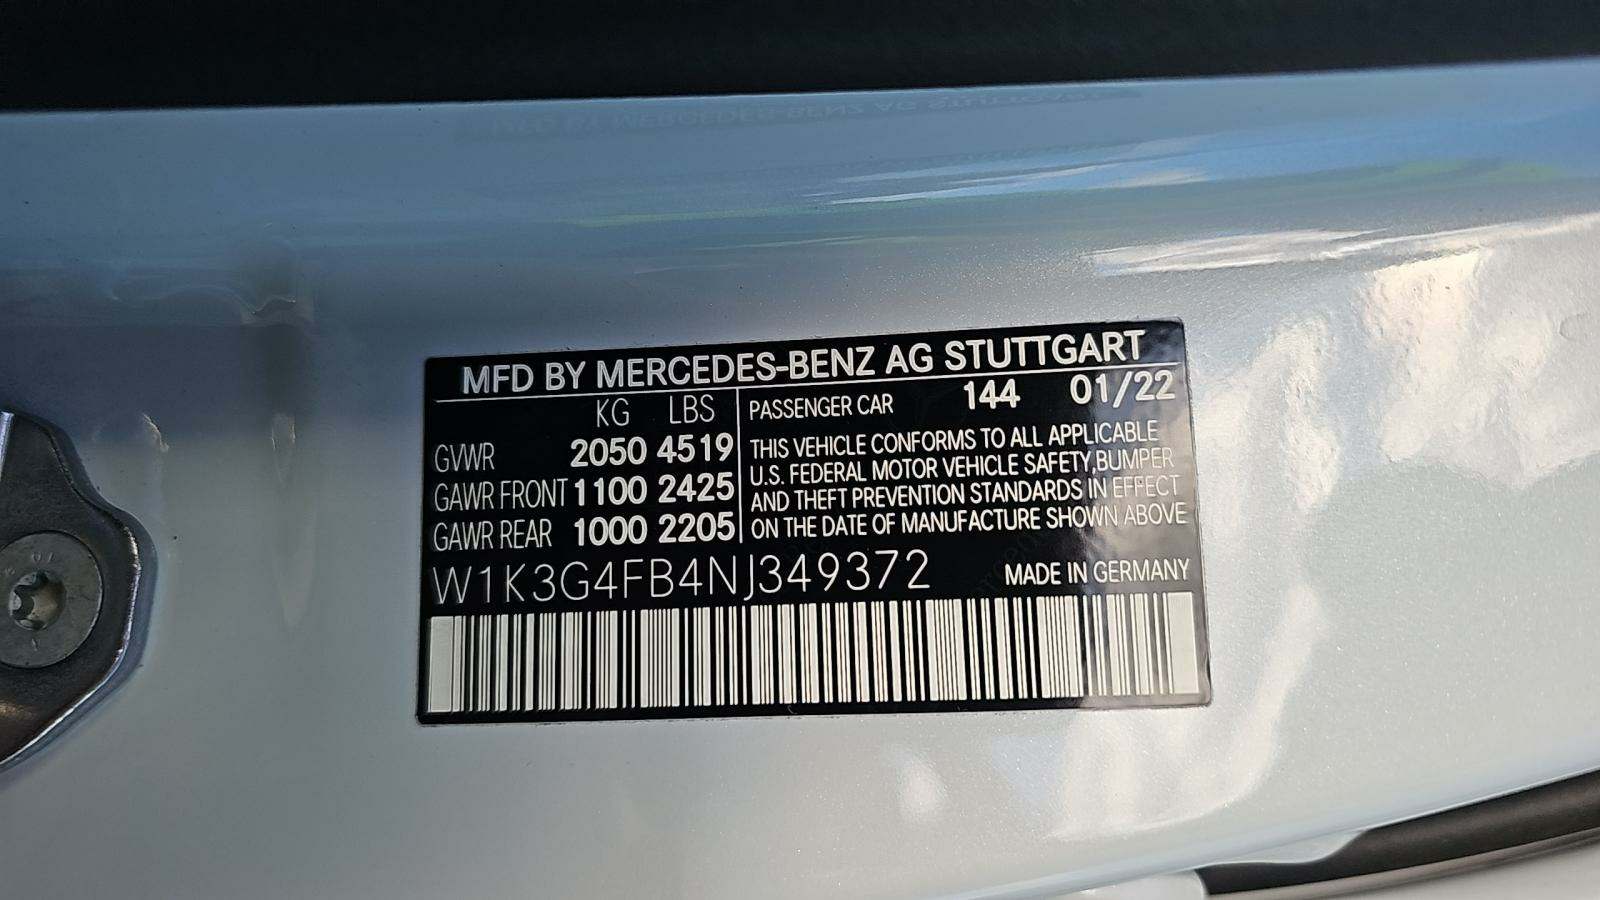 MFD BY MERCEDES-BENZ AG STUTTGART
KG LBS
GVWR 2050 4519
GAWR FRONT 1100 2425
GAWR REAR 1000 2205
PASSENGER CAR 144 01/22
THIS VEHICLE CONFORMS TO ALL APPLICABLE
U.S. FEDERAL MOTOR VEHICLE SAFETY,BUMPER
AND THEFT PREVENTION STANDARDS IN EFFECT
ON THE DATE OF MANUFACTURE SHOWN ABOVE
W1K3G4FB4NJ349372
MADE IN GERMANY